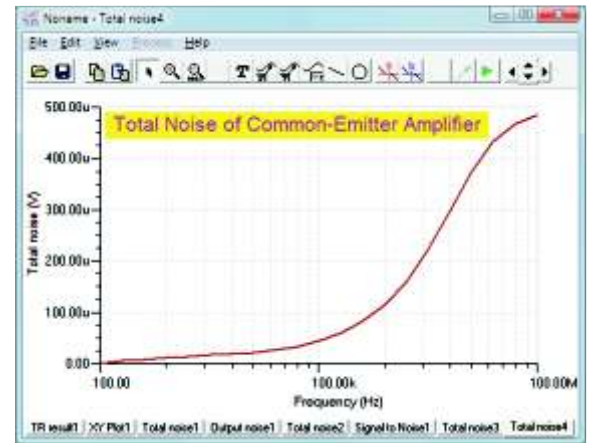 Noname - Total noise4
File Edit View Process Help
Total Noise of Common-Emitter Amplifier
500.00u
400.00u
300.00u
200.00u
100.00u
0.00
Total noise (V)
100.00 100.00k 100.00M
Frequency (Hz)
TR result1 XY Plot1 Total noise1 Output noise1 Total noise2 Signal to Noise1 Total noise3 Total noise4